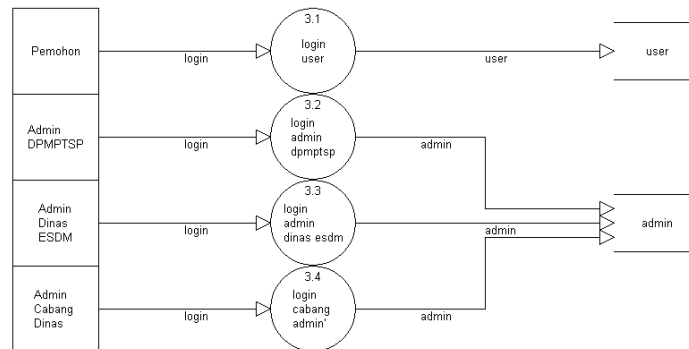 Pemohon
login
3.1
login
user
user
user
Admin
DPMPTSP
login
3.2
login
admin
dpmptsp
admin
Admin
Dinas
ESDM
login
3.3
login
admin
dinas esdm
admin
admin
Admin
Cabang
Dinas
login
3.4
login
cabang
admin'
admin